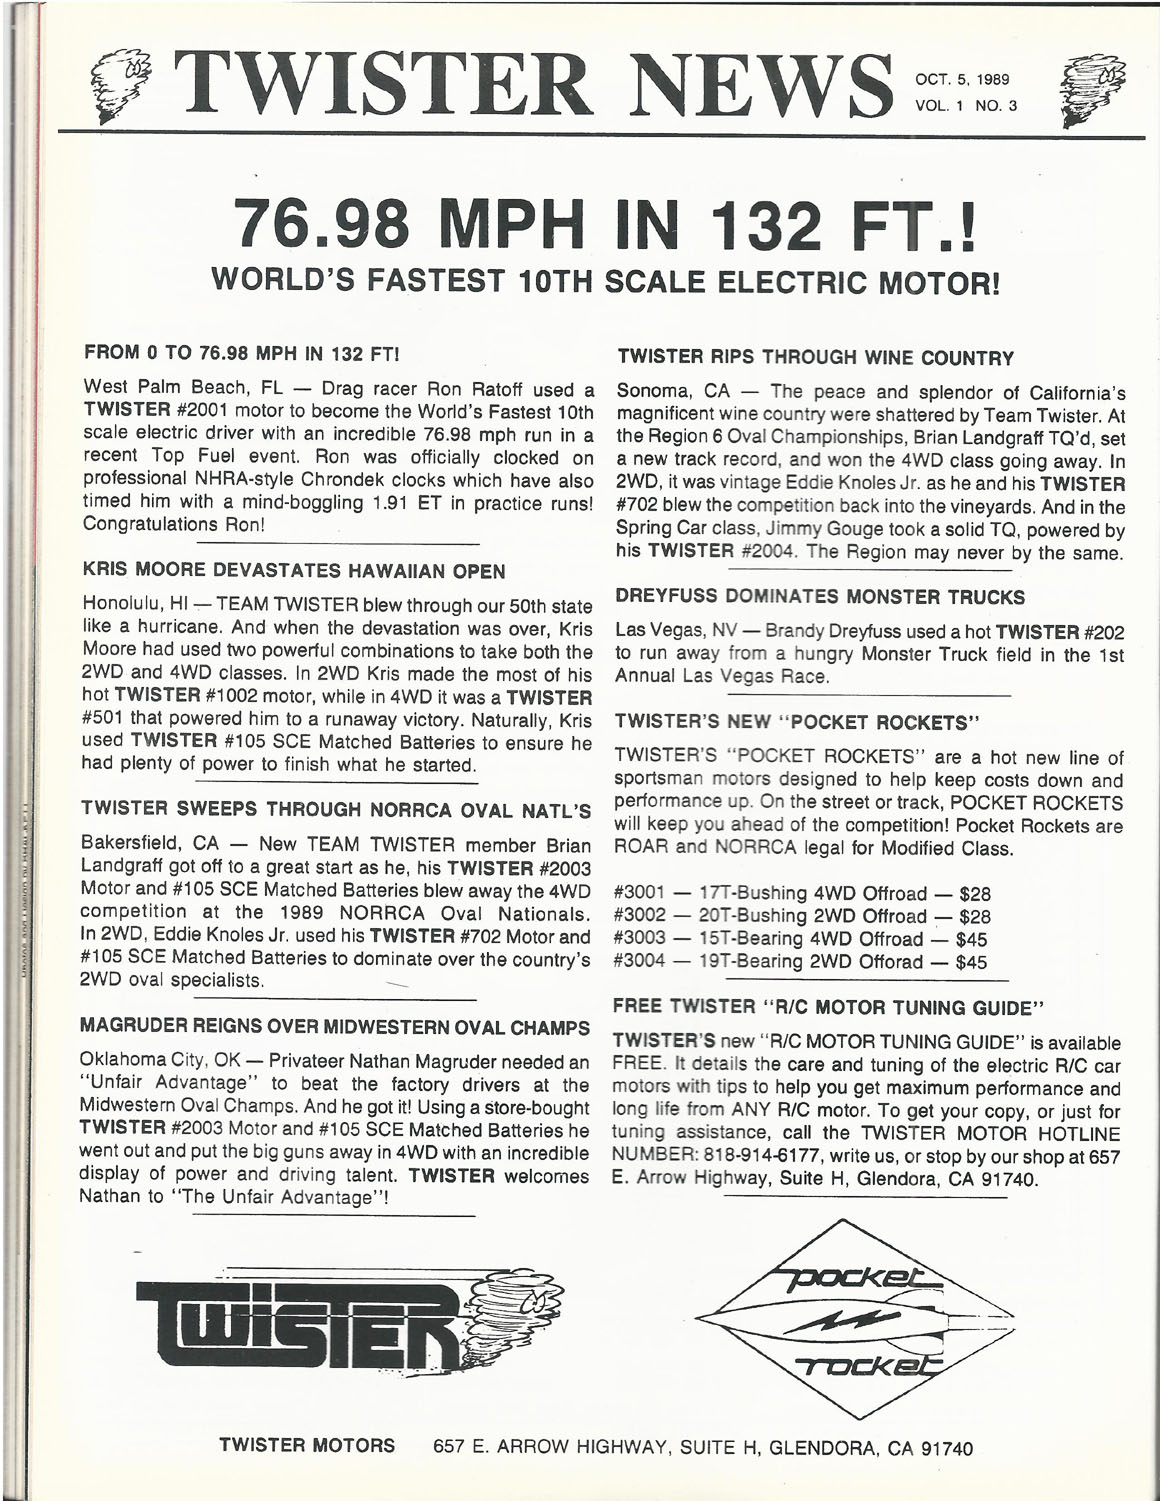 TWISTER NEWS
OCT. 5, 1989
VOL. 1 NO. 3
76.98 MPH IN 132 FT.!
WORLD'S FASTEST 10TH SCALE ELECTRIC MOTOR!
FROM 0 TO 76.98 MPH IN 132 FT!
West Palm Beach, FL — Drag racer Ron Ratoff used a
TWISTER #2001 motor to become the World's Fastest 10th
scale electric driver with an incredible 76.98 mph run in a
recent Top Fuel event. Ron was officially clocked on
professional NHRA-style Chrondek clocks which have also
timed him with a mind-boggling 1.91 ET in practice runs!
Congratulations Ron!
KRIS MOORE DEVASTATES HAWAIIAN OPEN
Honolulu, HI — TEAM TWISTER blew through our 50th state
like a hurricane. And when the devastation was over, Kris
Moore had used two powerful combinations to take both the
2WD and 4WD classes. In 2WD Kris made the most of his
hot TWISTER #1002 motor, while in 4WD it was a TWISTER
#501 that powered him to a runaway victory. Naturally, Kris
used TWISTER #105 SCE Matched Batteries to ensure he
had plenty of power to finish what he started.
TWISTER SWEEPS THROUGH NORRCA OVAL NATL'S
Bakersfield, CA — New TEAM TWISTER member Brian
Landgraff got off to a great start as he, his TWISTER #2003
Motor and #105 SCE Matched Batteries blew away the 4WD
competition at the 1989 NORRCA Oval Nationals.
In 2WD, Eddie Knoles Jr. used his TWISTER #702 Motor and
#105 SCE Matched Batteries to dominate over the country's
2WD oval specialists.
MAGRUDER REIGNS OVER MIDWESTERN OVAL CHAMPS
Oklahoma City, OK — Privateer Nathan Magruder needed an
"Unfair Advantage" to beat the factory drivers at the
Midwestern Oval Champs. And he got it! Using a store-bought
TWISTER #2003 Motor and #105 SCE Matched Batteries he
went out and put the big guns away in 4WD with an incredible
display of power and driving talent. TWISTER welcomes
Nathan to "The Unfair Advantage"!
TWISTER RIPS THROUGH WINE COUNTRY
Sonoma, CA — The peace and splendor of California's
magnificent wine country were shattered by Team Twister. At
the Region 6 Oval Championships, Brian Landgraff TQ'd, set
a new track record, and won the 4WD class going away. In
2WD, it was vintage Eddie Knoles Jr. as he and his TWISTER
#702 blew the competition back into the vineyards. And in the
Spring Car class, Jimmy Gouge took a solid TQ, powered by
his TWISTER #2004. The Region may never by the same.
DREYFUSS DOMINATES MONSTER TRUCKS
Las Vegas, NV — Brandy Dreyfuss used a hot TWISTER #202
to run away from a hungry Monster Truck field in the 1st
Annual Las Vegas Race.
TWISTER'S NEW "POCKET ROCKETS"
TWISTER'S "POCKET ROCKETS" are a hot new line of
sportsman motors designed to help keep costs down and
performance up. On the street or track, POCKET ROCKETS
will keep you ahead of the competition! Pocket Rockets are
ROAR and NORRCA legal for Modified Class.
#3001 — 17T-Bushing 4WD Offroad — $28
#3002 — 20T-Bushing 2WD Offroad — $28
#3003 — 15T-Bearing 4WD Offroad — $45
#3004 — 19T-Bearing 2WD Offorad — $45
FREE TWISTER "R/C MOTOR TUNING GUIDE"
TWISTER'S new "R/C MOTOR TUNING GUIDE" is available
FREE. It details the care and tuning of the electric R/C car
motors with tips to help you get maximum performance and
long life from ANY R/C motor. To get your copy, or just for
tuning assistance, call the TWISTER MOTOR HOTLINE
NUMBER: 818-914-6177, write us, or stop by our shop at 657
E. Arrow Highway, Suite H, Glendora, CA 91740.
TWISTER
pocket
rocket
TWISTER MOTORS 657 E. ARROW HIGHWAY, SUITE H, GLENDORA, CA 91740